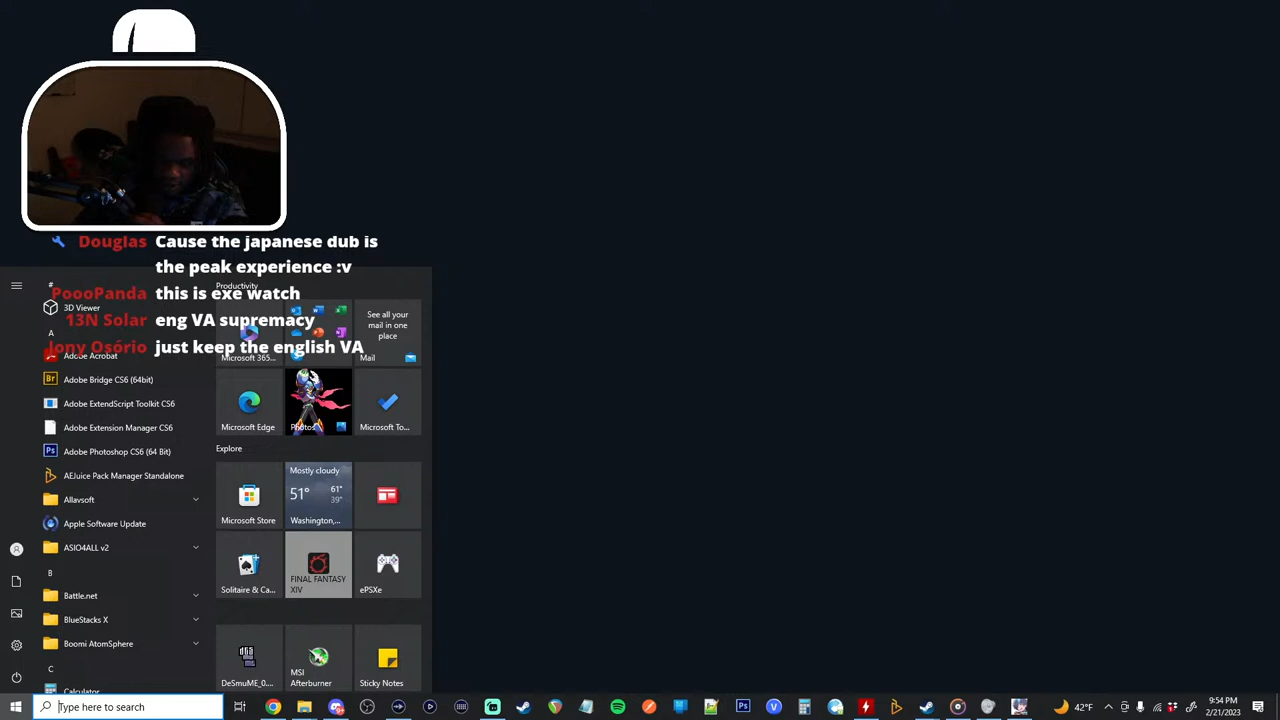 Douglas Cause the japanese dub is
the peak experience :v
PoooPanda this is exe watch
13N Solar eng VA supremacy
Jony Osório just keep the english VA
#
3D Viewer
A
Adobe Acrobat
Adobe Bridge CS6 (64bit)
Adobe ExtendScript Toolkit CS6
Adobe Extension Manager CS6
Adobe Photoshop CS6 (64 Bit)
AEJuice Pack Manager Standalone
Allavsoft
Apple Software Update
ASIO4ALL v2
B
Battle.net
BlueStacks X
Boomi AtomSphere
C
Calculator
Productivity
Microsoft 365...
See all your
mail in one
place
Mail
Microsoft Edge
Photos
Microsoft To...
Explore
Microsoft Store
Mostly cloudy
51° 61°
39°
Washington,...
Solitaire & Ca...
FINAL FANTASY
XIV
ePSXe
DeSmuME_0....
MSI
Afterburner
Sticky Notes
Type here to search
42°F
9:54 PM
2/21/2023